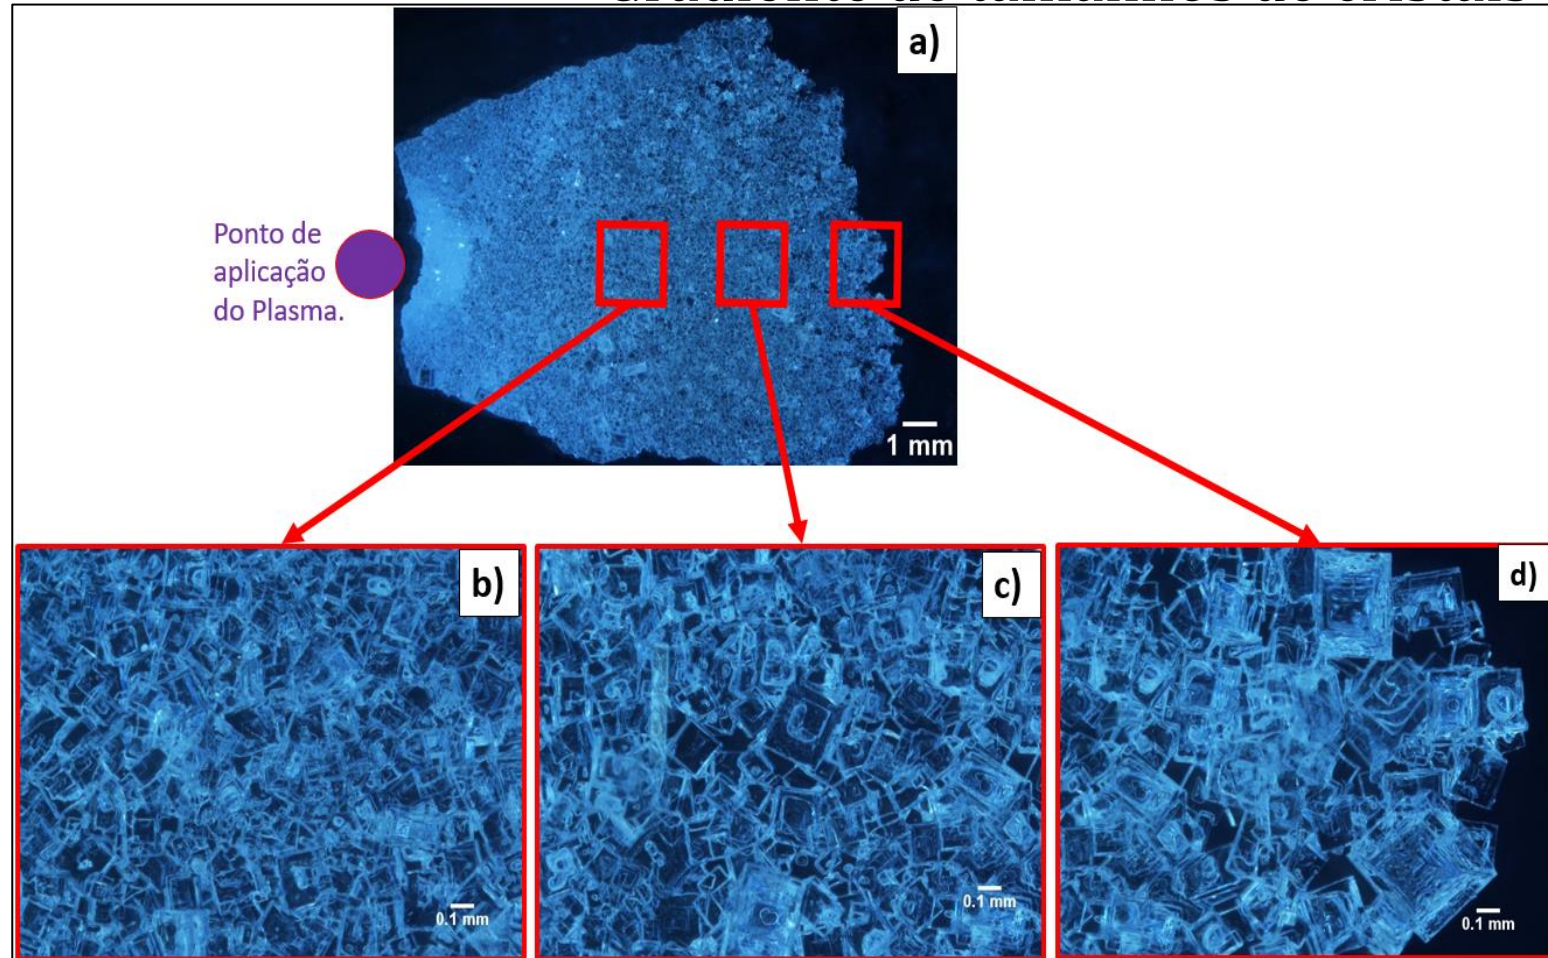 a)
Ponto de
aplicação
do Plasma.
1 mm
b)
c)
d)
0.1 mm
0.1 mm
0.1 mm